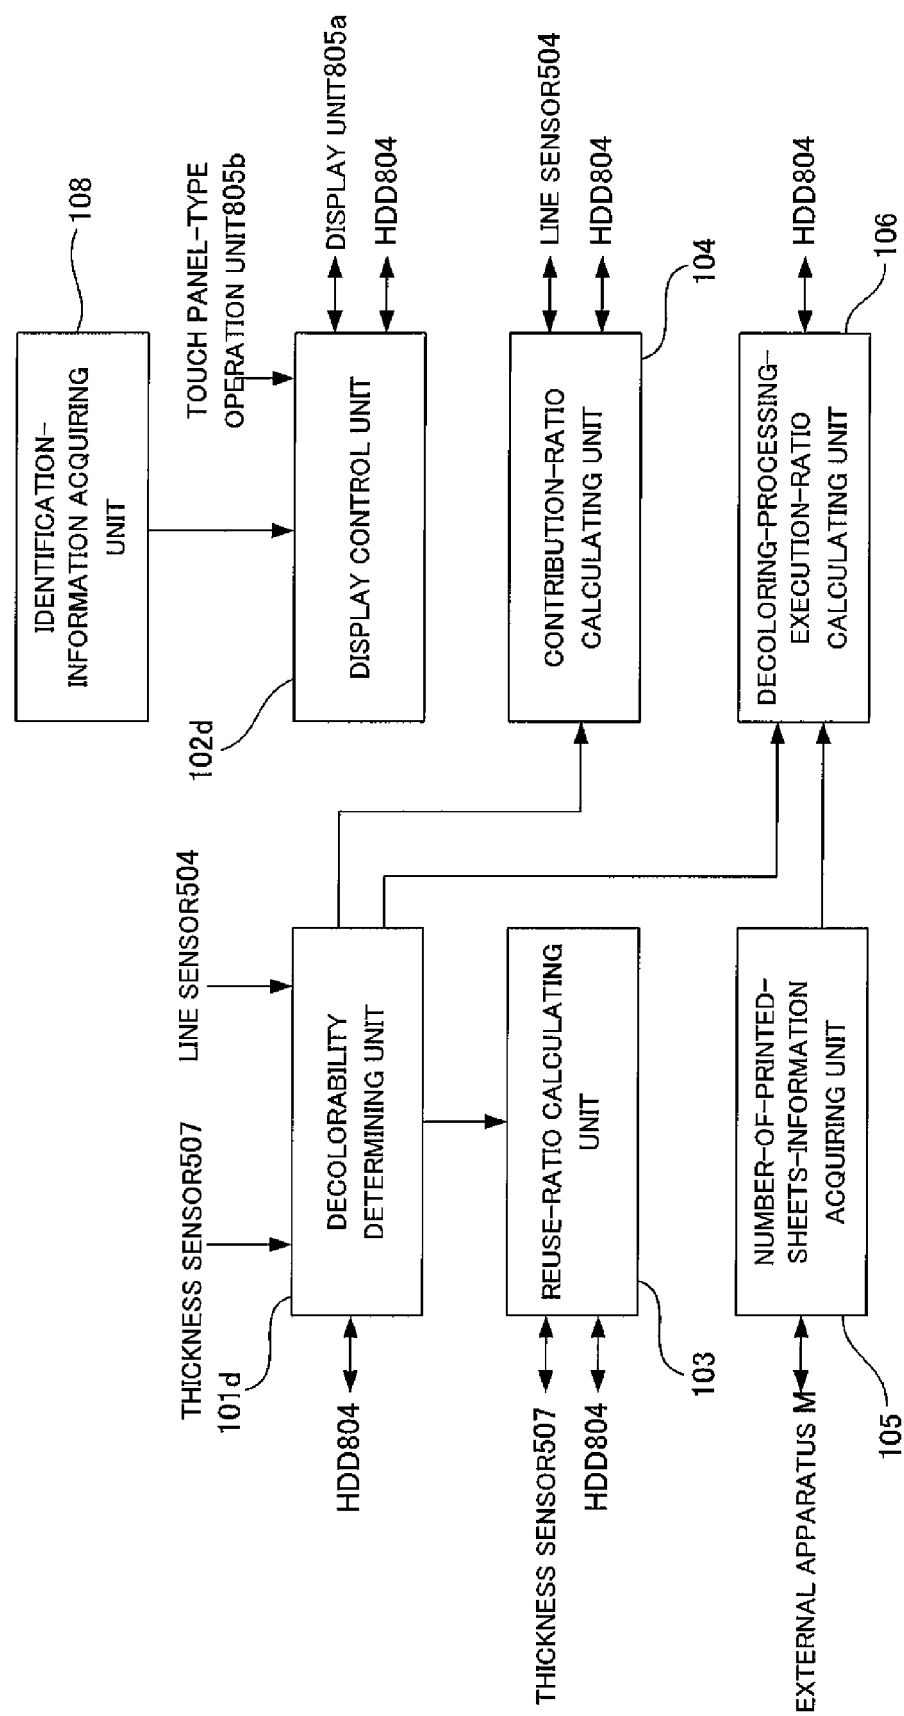 108
IDENTIFICATION-
INFORMATION ACQUIRING
UNIT
THICKNESS SENSOR507
LINE SENSOR504
TOUCH PANEL-TYPE
OPERATION UNIT805b
101d
HDD804
DECOLORABILITY
DETERMINING UNIT
102d
DISPLAY CONTROL UNIT
DISPLAY UNIT805a
HDD804
THICKNESS SENSOR507
HDD804
REUSE-RATIO CALCULATING
UNIT
103
CONTRIBUTION-RATIO
CALCULATING UNIT
LINE SENSOR504
HDD804
104
EXTERNAL APPARATUS M
NUMBER-OF-PRINTED-
SHEETS-INFORMATION
ACQUIRING UNIT
105
DECOLORING-PROCESSING-
EXECUTION-RATIO
CALCULATING UNIT
HDD804
106